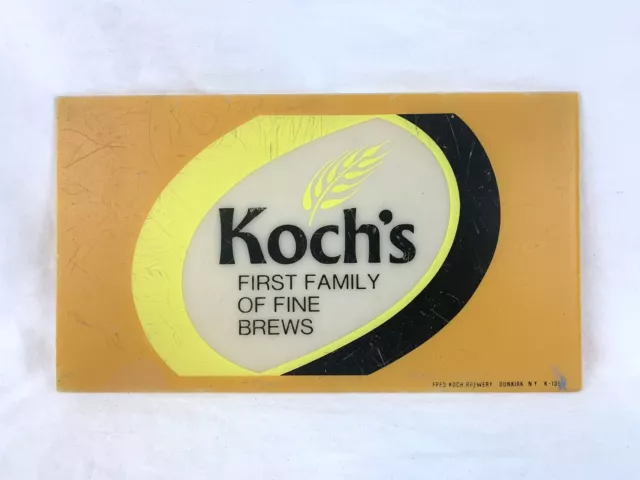 Koch's
FIRST FAMILY
OF FINE
BREWS
FRED KOCH BREWERY DUNKIRK N Y